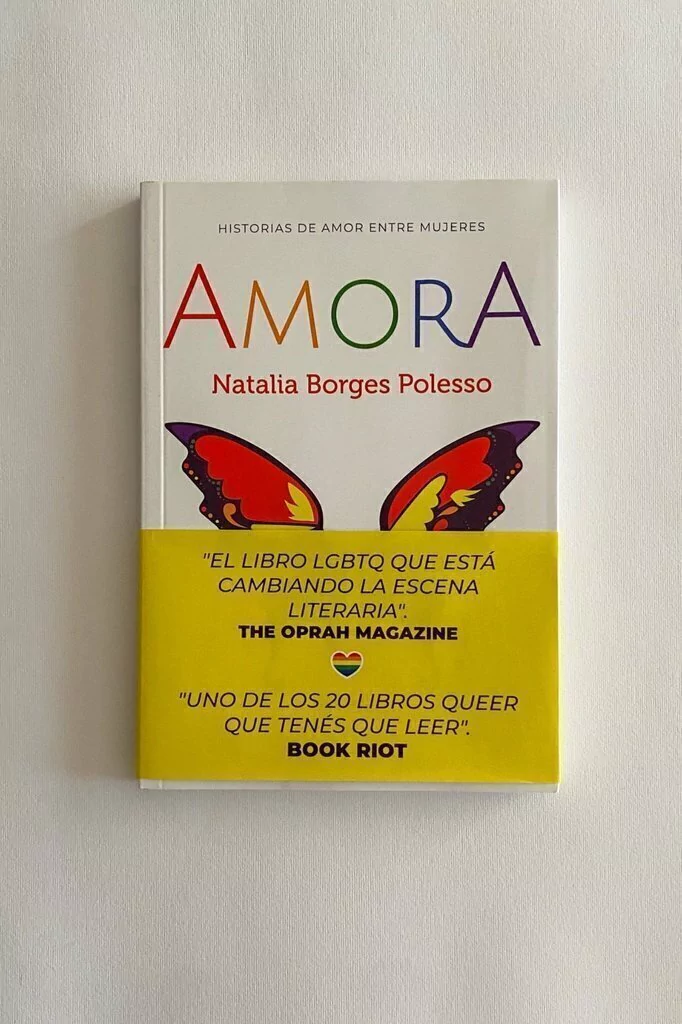 HISTORIAS DE AMOR ENTRE MUJERES
AMORA
Natalia Borges Polesso
"EL LIBRO LGBTQ QUE ESTÁ
CAMBIANDO LA ESCENA
LITERARIA".
THE OPRAH MAGAZINE
"UNO DE LOS 20 LIBROS QUEER
QUE TENÉS QUE LEER".
BOOK RIOT